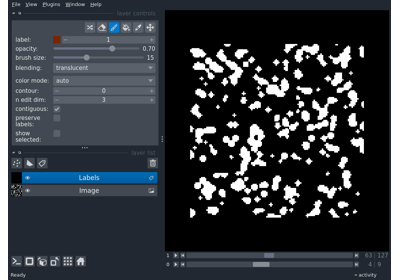 File View Plugins Window Help
layer controls
label: 1
opacity: 0.70
brush size: 15
blending: translucent
color mode: auto
contour: 0
n edit dim: 3
contiguous:
preserve
labels:
show
selected:
layer list
Labels
Image
1 63 127
0 4 9
Ready activity